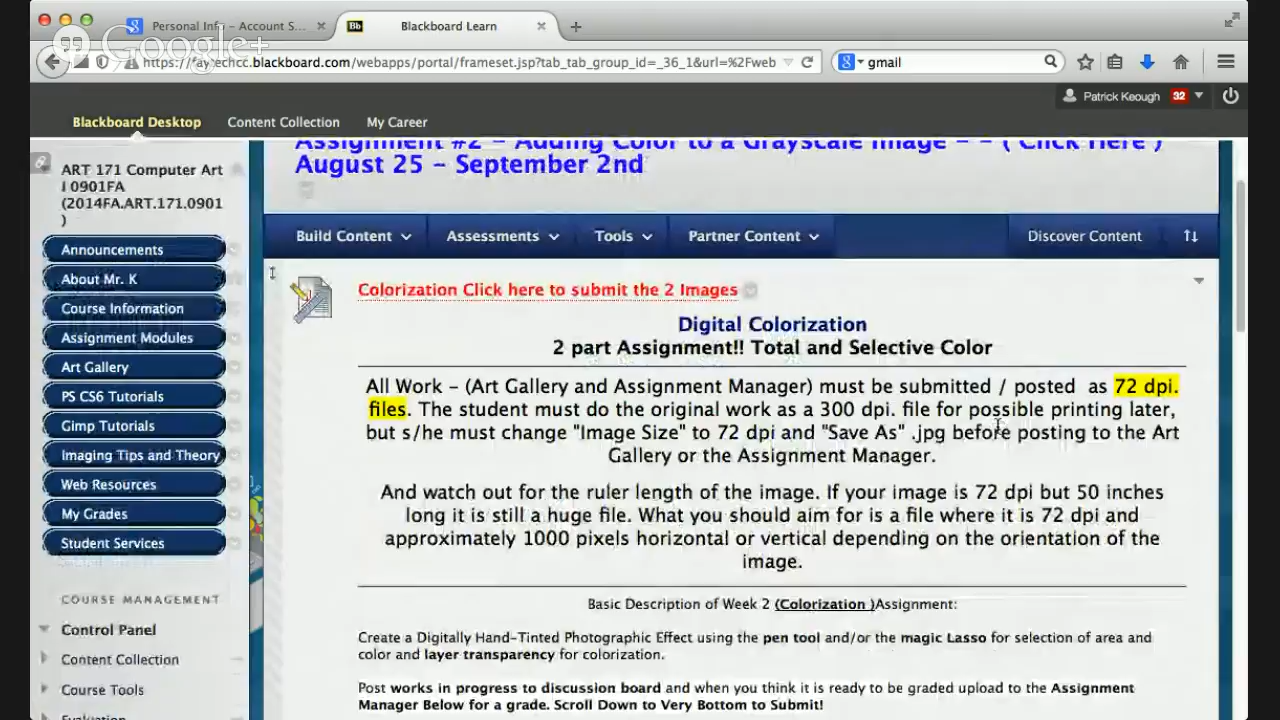 Personal Info - Account S...
Blackboard Learn
Google+
https://faytechcc.blackboard.com/webapps/portal/frameset.jsp?tab_tab_group_id=_36_1&url=%2Fweb
gmail
Patrick Keough 32
Blackboard Desktop
Content Collection
My Career
ART 171 Computer Art
I 0901FA
(2014FA.ART.171.0901
)
Announcements
About Mr. K
Course Information
Assignment Modules
Art Gallery
PS CS6 Tutorials
Gimp Tutorials
Imaging Tips and Theory
Web Resources
My Grades
Student Services
COURSE MANAGEMENT
Control Panel
Content Collection
Course Tools
Evaluation
Assignment #2 - Adding Color to a Grayscale Image - - ( Click Here )
August 25 - September 2nd
Build Content
Assessments
Tools
Partner Content
Discover Content
Colorization Click here to submit the 2 Images
Digital Colorization
2 part Assignment!! Total and Selective Color
All Work - (Art Gallery and Assignment Manager) must be submitted / posted as 72 dpi.
files. The student must do the original work as a 300 dpi. file for possible printing later,
but s/he must change "Image Size" to 72 dpi and "Save As" .jpg before posting to the Art
Gallery or the Assignment Manager.
And watch out for the ruler length of the image. If your image is 72 dpi but 50 inches
long it is still a huge file. What you should aim for is a file where it is 72 dpi and
approximately 1000 pixels horizontal or vertical depending on the orientation of the
image.
Basic Description of Week 2 (Colorization )Assignment:
Create a Digitally Hand-Tinted Photographic Effect using the pen tool and/or the magic Lasso for selection of area and
color and layer transparency for colorization.
Post works in progress to discussion board and when you think it is ready to be graded upload to the Assignment
Manager Below for a grade. Scroll Down to Very Bottom to Submit!